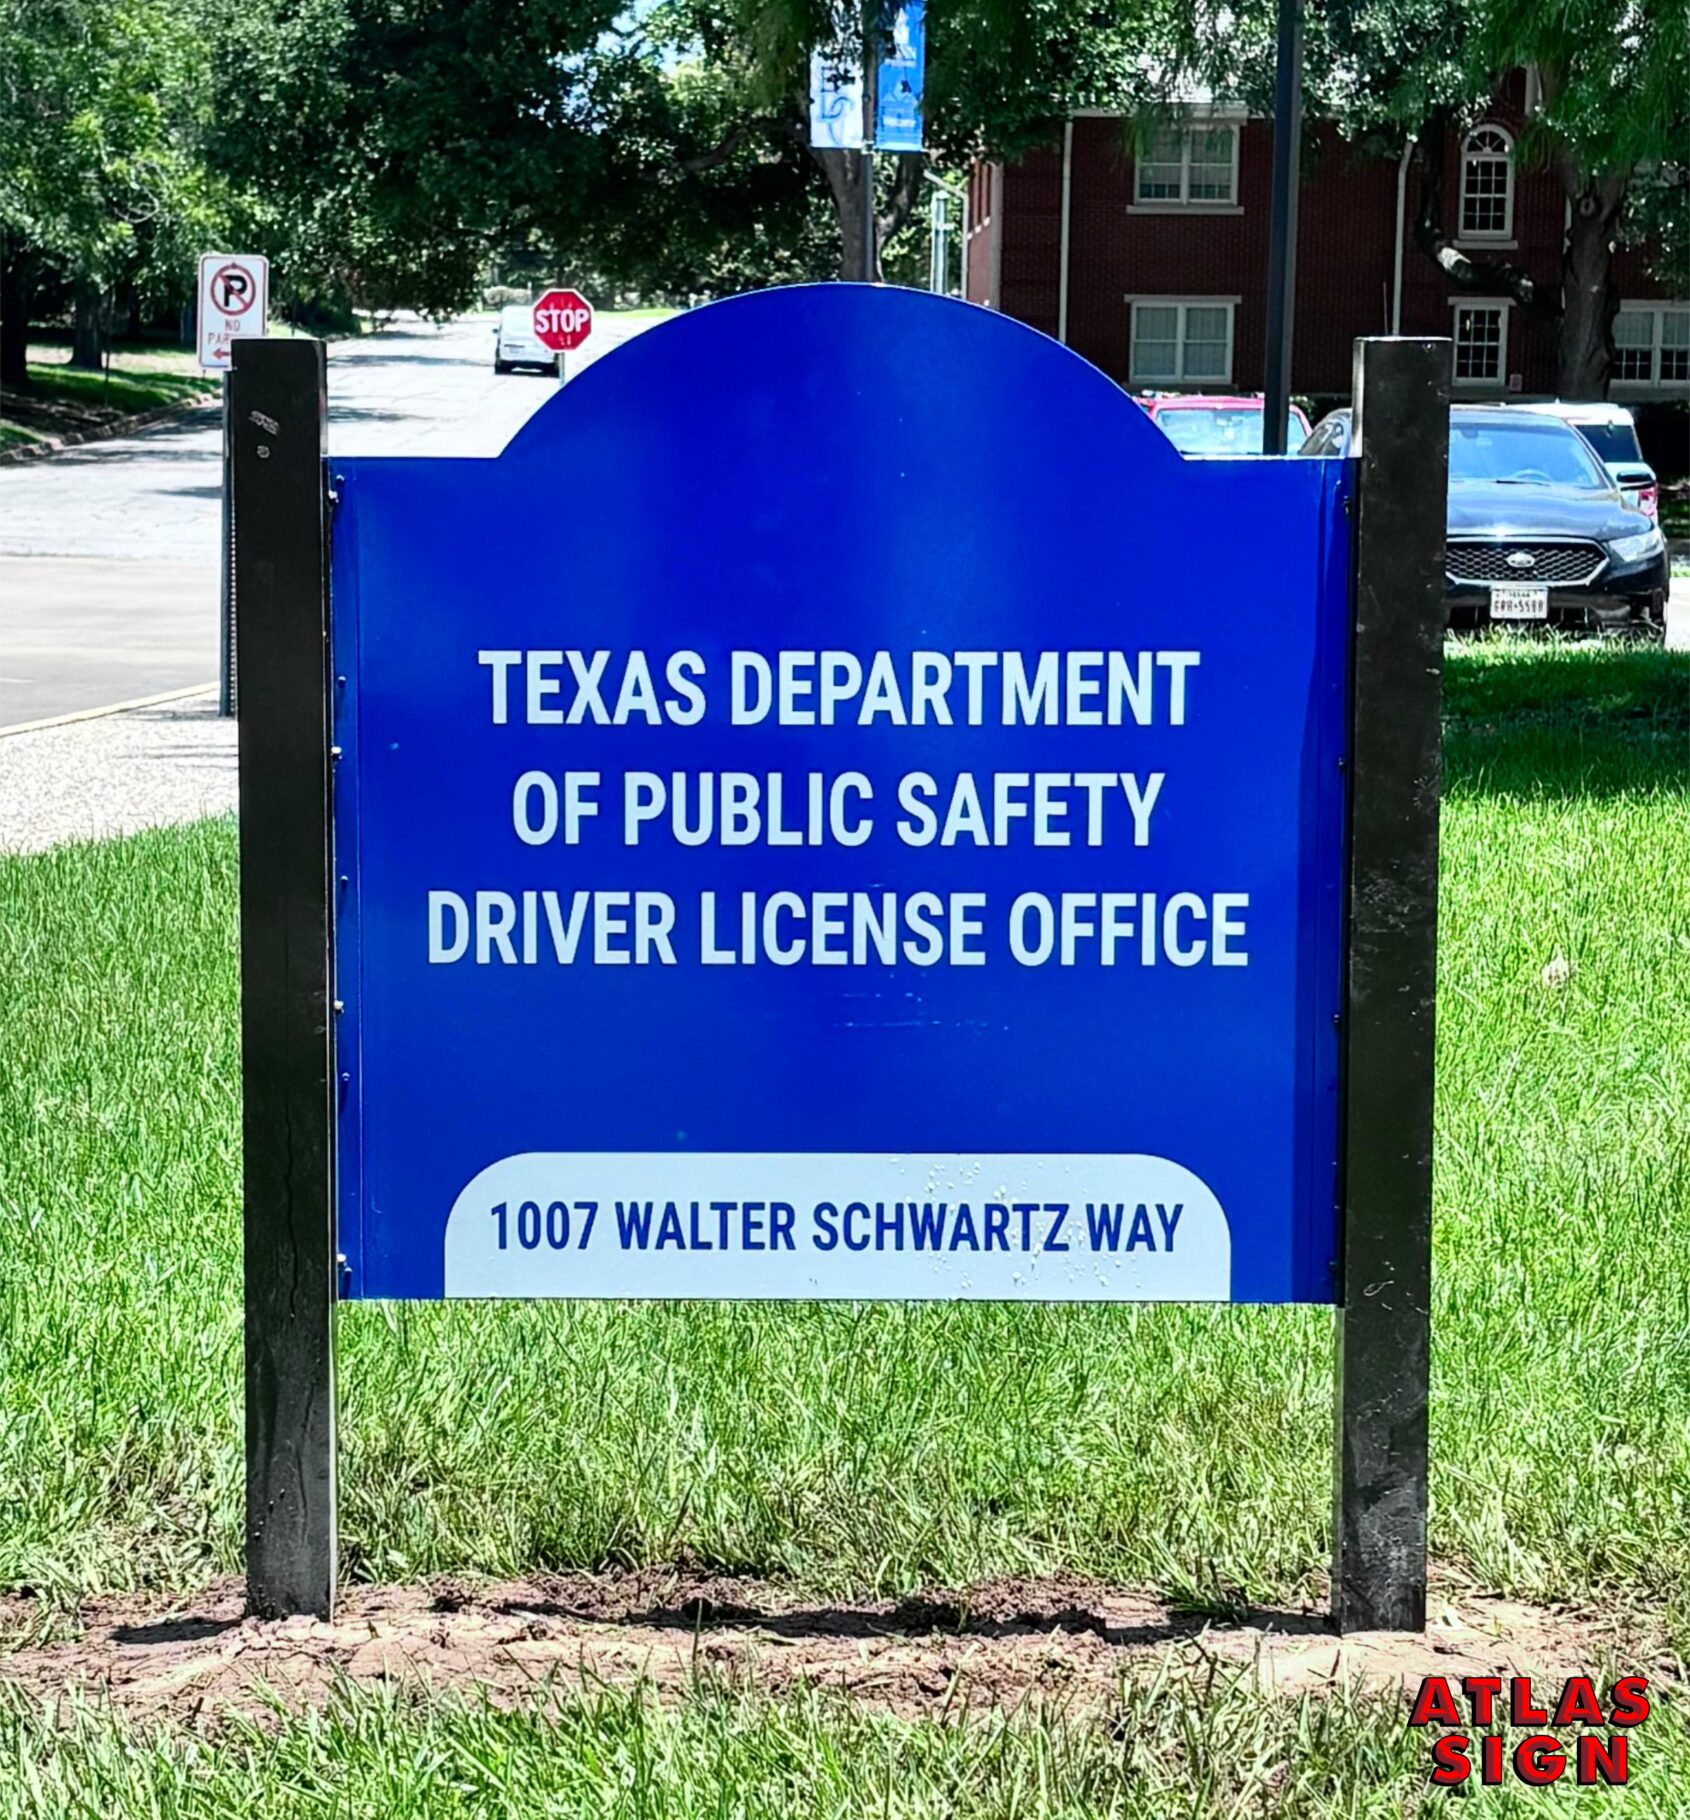 NO
STOP
TEXAS DEPARTMENT
OF PUBLIC SAFETY
DRIVER LICENSE OFFICE
1007 WALTER SCHWARTZ WAY
ATLAS
SIGN